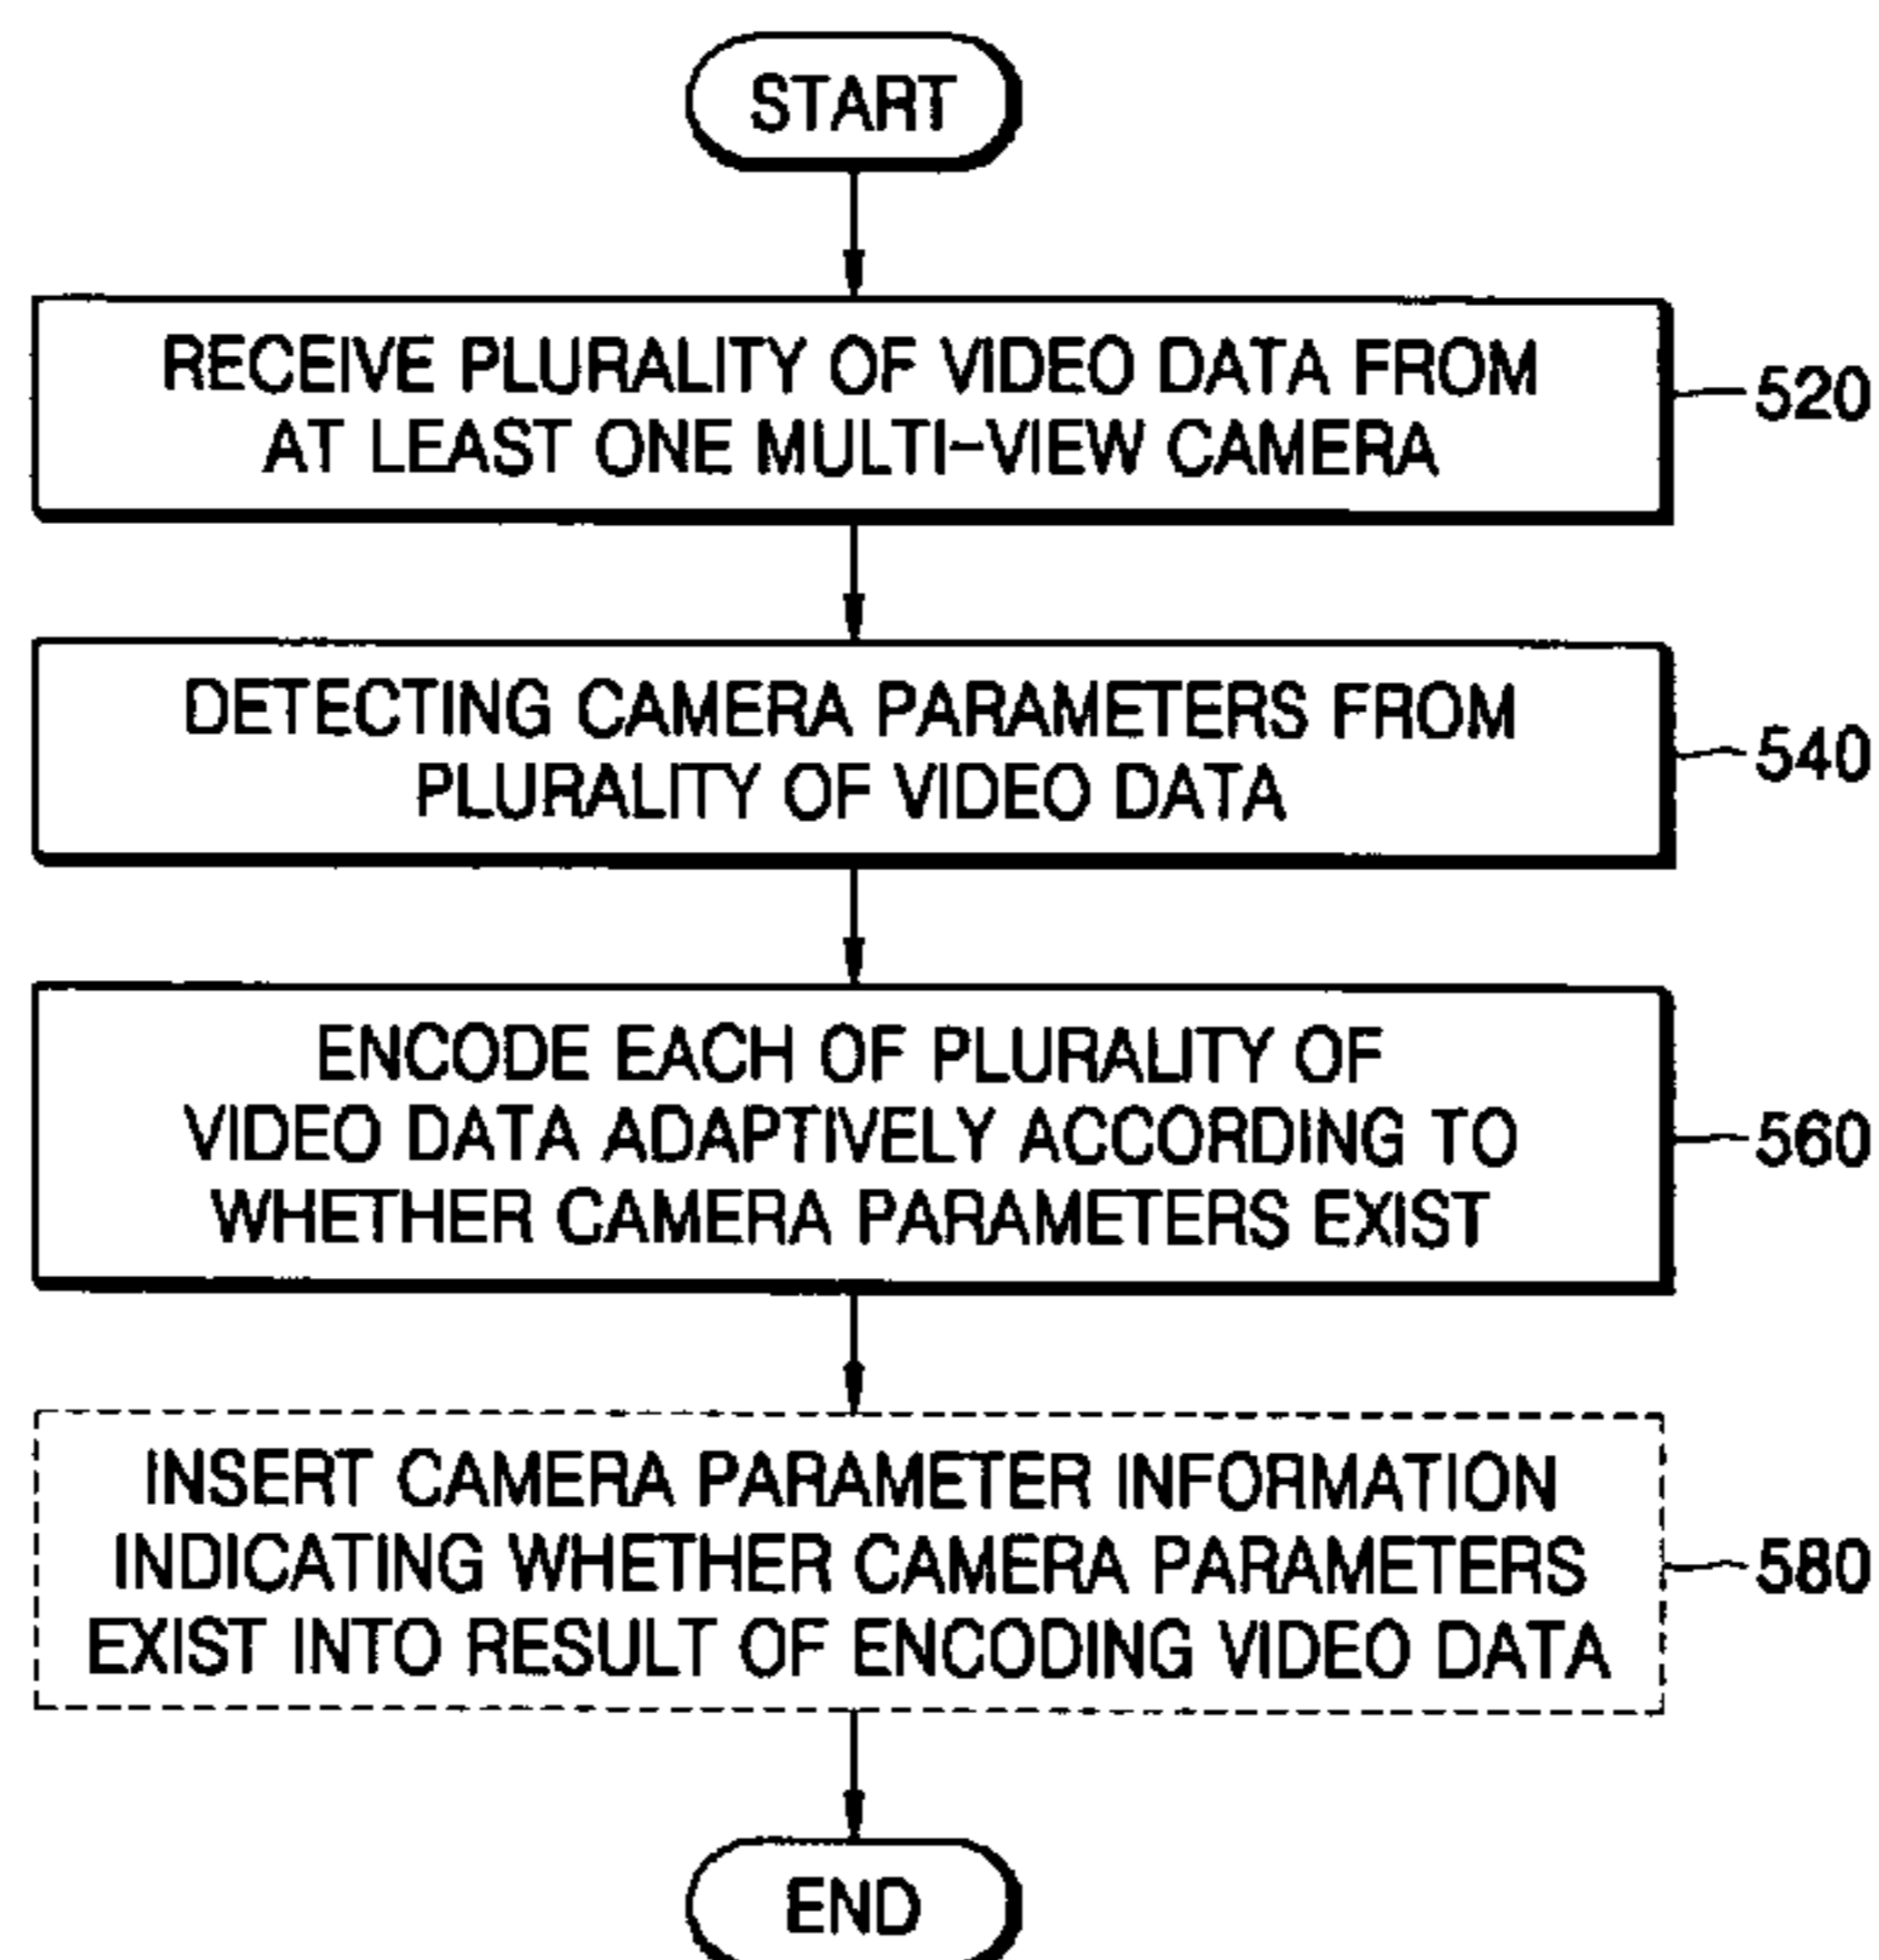 START
RECEIVE PLURALITY OF VIDEO DATA FROM
AT LEAST ONE MULTI-VIEW CAMERA
520
DETECTING CAMERA PARAMETERS FROM
PLURALITY OF VIDEO DATA
540
ENCODE EACH OF PLURALITY OF
VIDEO DATA ADAPTIVELY ACCORDING TO
WHETHER CAMERA PARAMETERS EXIST
560
INSERT CAMERA PARAMETER INFORMATION
INDICATING WHETHER CAMERA PARAMETERS
EXIST INTO RESULT OF ENCODING VIDEO DATA
580
END